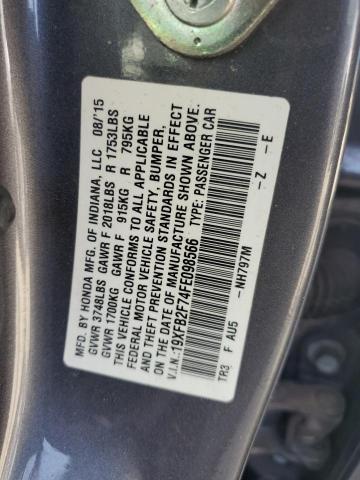 MFD. BY HONDA MFG. OF INDIANA, LLC 08/'15
GVWR 3748LBS GAWR F 2018LBS R 1753LBS
GVWR 1700KG GAWR F 915KG R 795KG
THIS VEHICLE CONFORMS TO ALL APPLICABLE
FEDERAL MOTOR VEHICLE SAFETY, BUMPER,
AND THEFT PREVENTION STANDARDS IN EFFECT
ON THE DATE OF MANUFACTURE SHOWN ABOVE.
V.I.N.: 19XFB2F74FE098566 TYPE: PASSENGER CAR
TR3 F AU5 -NH797M -Z -E